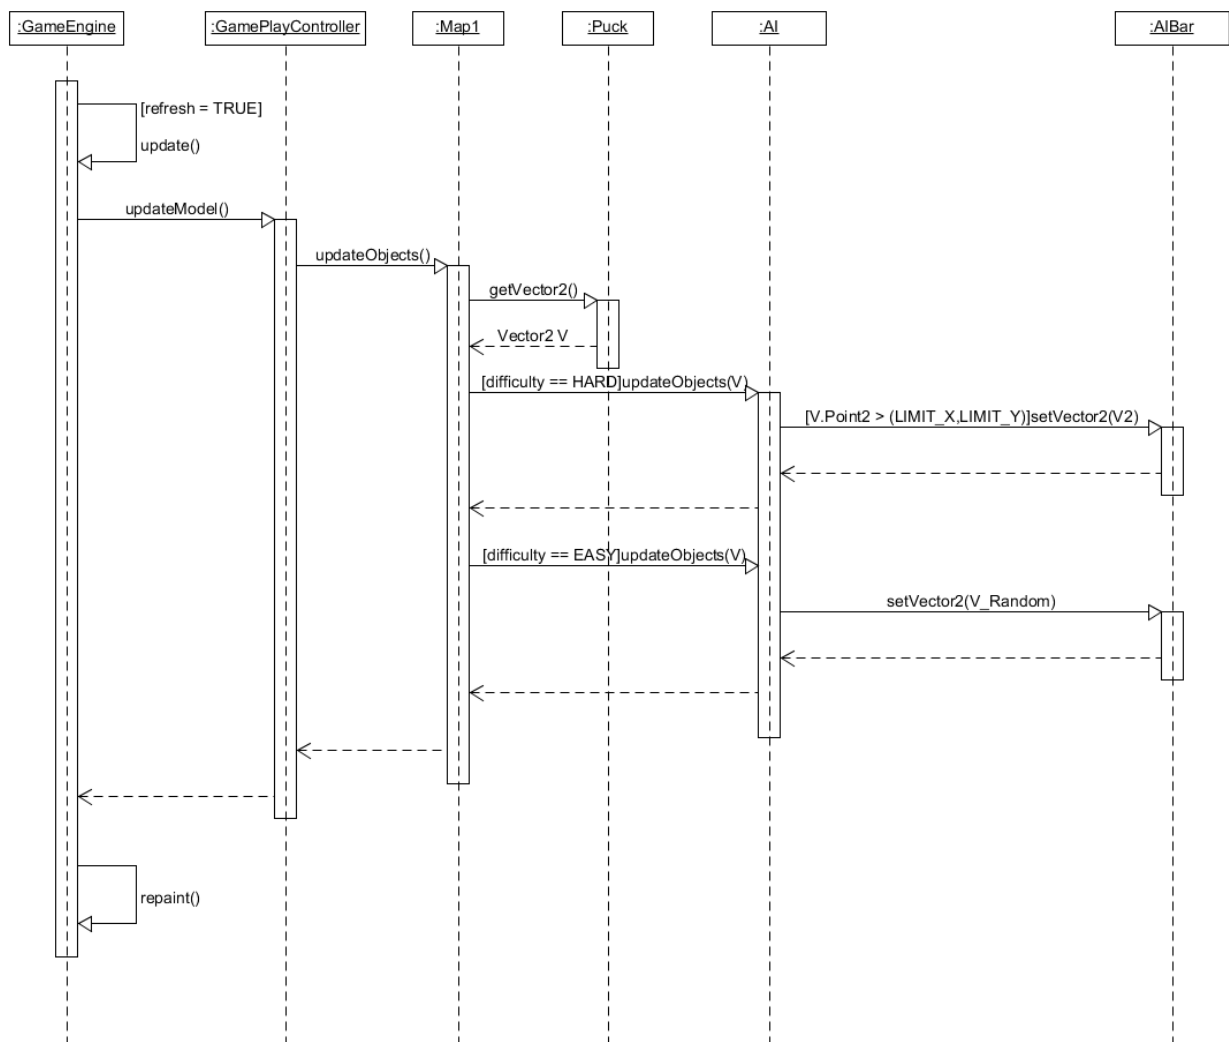 :GameEngine
:GamePlayController
:Map1
:Puck
:AI
:AIBar
[refresh = TRUE]
update()
updateModel()
updateObjects()
getVector2()
Vector2 V
[difficulty == HARD]updateObjects(V)
[V.Point2 > (LIMIT_X,LIMIT_Y)]setVector2(V2)
[difficulty == EASY]updateObjects(V)
setVector2(V_Random)
repaint()